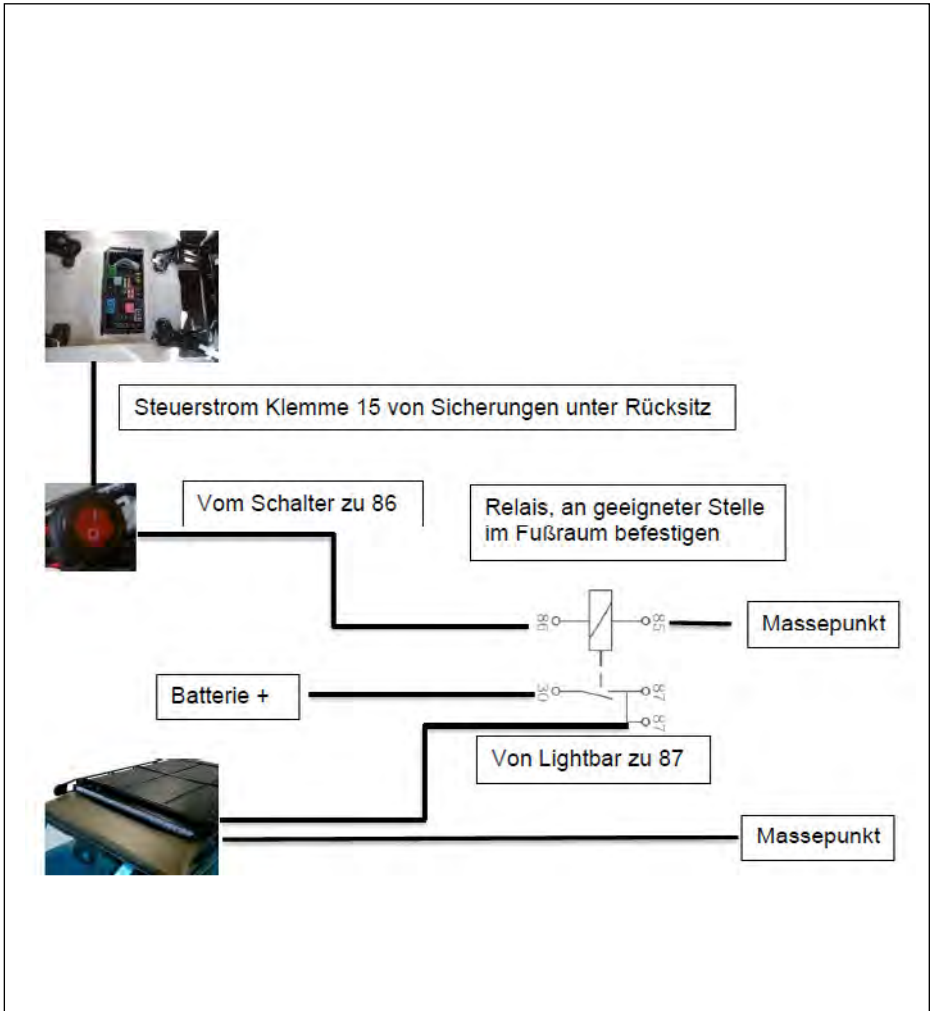 Steuerstrom Klemme 15 von Sicherungen unter Rücksitz
I
O
Vom Schalter zu 86
Relais, an geeigneter Stelle
im Fußraum befestigen
86
85
Massepunkt
Batterie +
30
87
87
Von Lightbar zu 87
Massepunkt